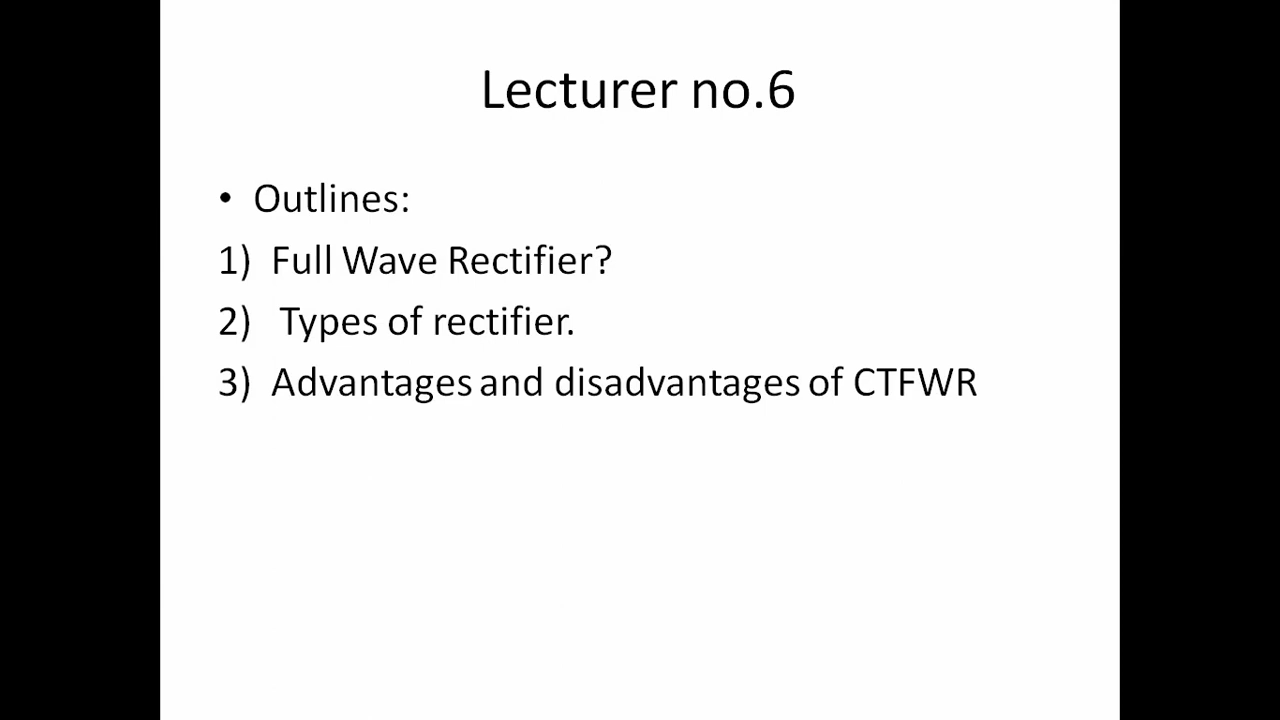 Lecturer no.6
• Outlines:
1) Full Wave Rectifier?
2) Types of rectifier.
3) Advantages and disadvantages of CTFWR